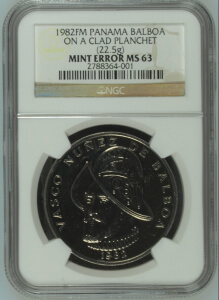 1982FM PANAMA BALBOA
ON A CLAD PLANCHET
(22.5g)
MINT ERROR MS 63
2788364-001
NGC
VASCO NUÑEZ DE BALBOA
1982